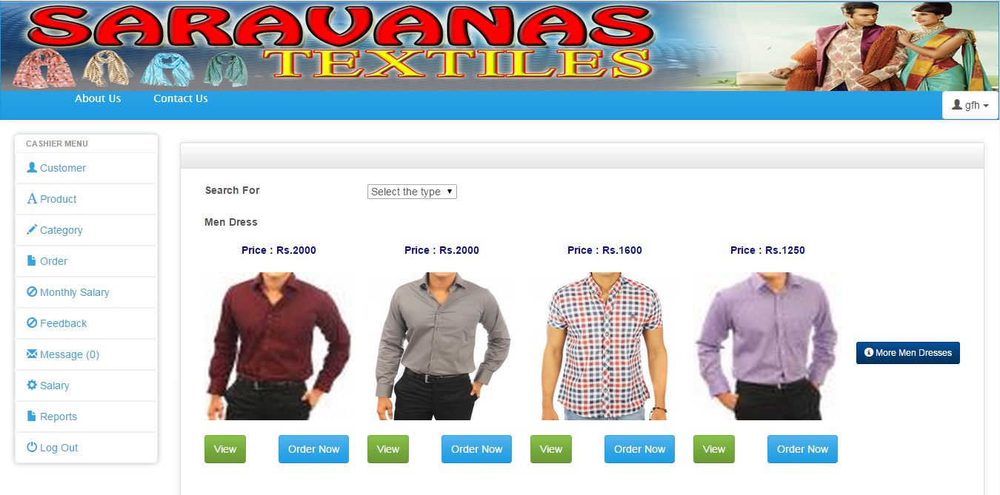 SARAVANAS
TEXTILES
About Us Contact Us
gfh
CASHIER MENU
Customer
Product
Category
Order
Monthly Salary
Feedback
Message (0)
Salary
Reports
Log Out
Search For Select the type
Men Dress
Price : Rs.2000 Price : Rs.2000 Price : Rs.1600 Price : Rs.1250
More Men Dresses
View Order Now View Order Now View Order Now View Order Now